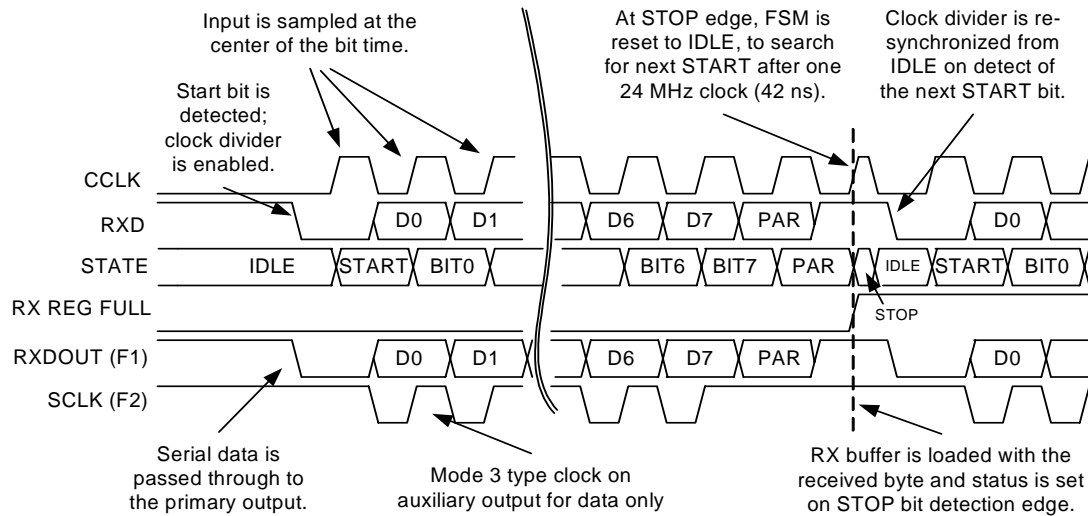 Input is sampled at the
center of the bit time.
At STOP edge, FSM is
reset to IDLE, to search
for next START after one
24 MHz clock (42 ns).
Clock divider is re-
synchronized from
IDLE on detect of
the next START bit.
Start bit is
detected;
clock divider
is enabled.
CCLK
RXD D0 D1 D6 D7 PAR D0
STATE IDLE START BIT0 BIT6 BIT7 PAR IDLE START BIT0
RX REG FULL STOP
RXDOUT (F1) D0 D1 D6 D7 PAR D0
SCLK (F2)
Serial data is
passed through to
the primary output.
Mode 3 type clock on
auxiliary output for data only
RX buffer is loaded with the
received byte and status is set
on STOP bit detection edge.